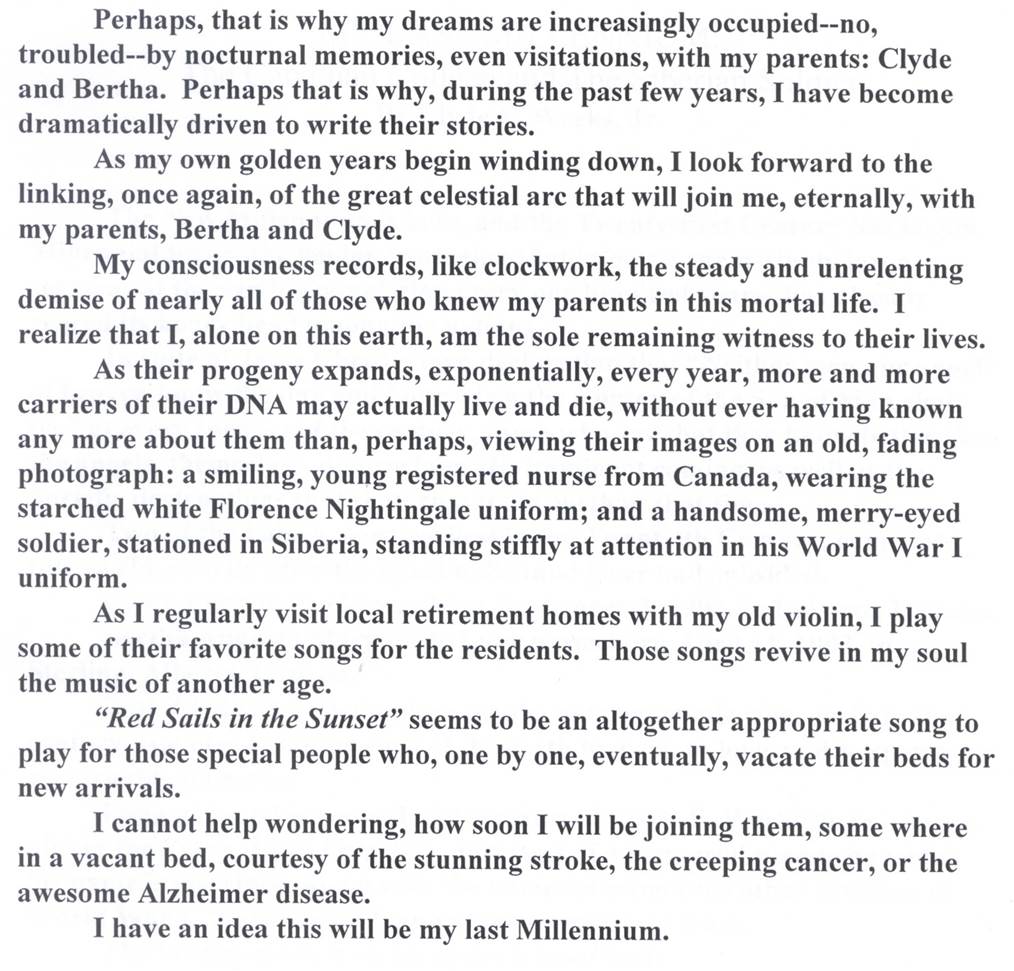 Perhaps, that is why my dreams are increasingly occupied--no,
troubled--by nocturnal memories, even visitations, with my parents: Clyde
and Bertha.  Perhaps that is why, during the past few years, I have become
dramatically driven to write their stories.
As my own golden years begin winding down, I look forward to the
linking, once again, of the great celestial arc that will join me, eternally, with
my parents, Bertha and Clyde.
My consciousness records, like clockwork, the steady and unrelenting
demise of nearly all of those who knew my parents in this mortal life.  I
realize that I, alone on this earth, am the sole remaining witness to their lives.
As their progeny expands, exponentially, every year, more and more
carriers of their DNA may actually live and die, without ever having known
any more about them than, perhaps, viewing their images on an old, fading
photograph: a smiling, young registered nurse from Canada, wearing the
starched white Florence Nightingale uniform; and a handsome, merry-eyed
soldier, stationed in Siberia, standing stiffly at attention in his World War I
uniform.
As I regularly visit local retirement homes with my old violin, I play
some of their favorite songs for the residents.  Those songs revive in my soul
the music of another age.
“Red Sails in the Sunset” seems to be an altogether appropriate song to
play for those special people who, one by one, eventually, vacate their beds for
new arrivals.
I cannot help wondering, how soon I will be joining them, some where
in a vacant bed, courtesy of the stunning stroke, the creeping cancer, or the
awesome Alzheimer disease.
I have an idea this will be my last Millennium.